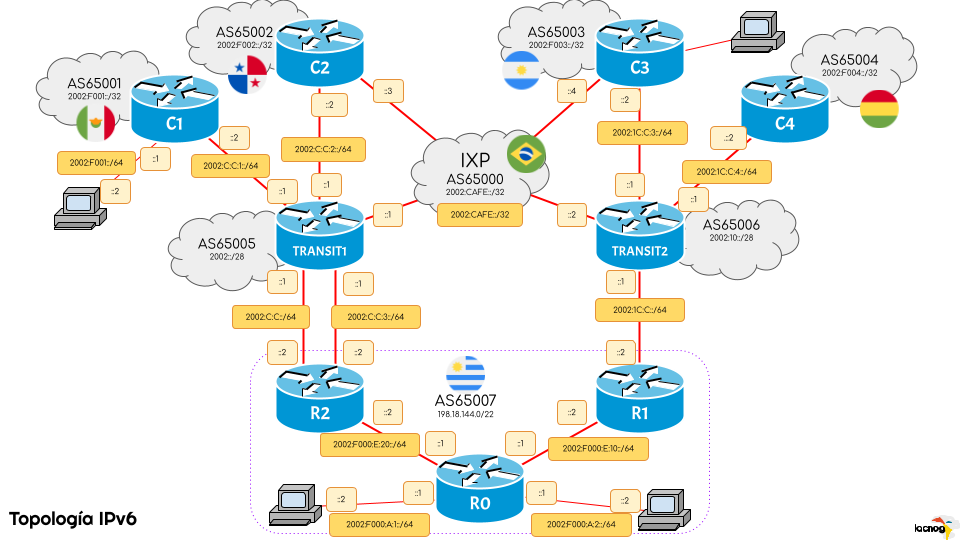 AS65002
2002:F002::/32
C2
AS65003
2002:F003::/32
C3
AS65004
2002:F004::/32
C4
AS65001
2002:F001::/32
C1
::3
::4
::2
::2
::2
.::2
2002:F001::/64
::1
::2
2002:C:C:1::/64
2002:C:C:2::/64
2002:1C:C:3::/64
2002:1C:C:4::/64
IXP
AS65000
2002:CAFE::/32
2002:CAFE::/32
::1
::1
::1
::2
::1
::1
AS65005
2002::/28
TRANSIT1
TRANSIT2
AS65006
2002:10::/28
::1
::1
::1
2002:C:C::/64
2002:C:C:3::/64
2002:1C:C::/64
::2
::2
::2
R2
AS65007
198.18.144.0/22
R1
::2
::2
2002:F000:E:20::/64
::1
::1
2002:F000:E:10::/64
R0
::2
::1
::1
::2
2002:F000:A:1::/64
2002:F000:A:2::/64
Topología IPv6
lacnog